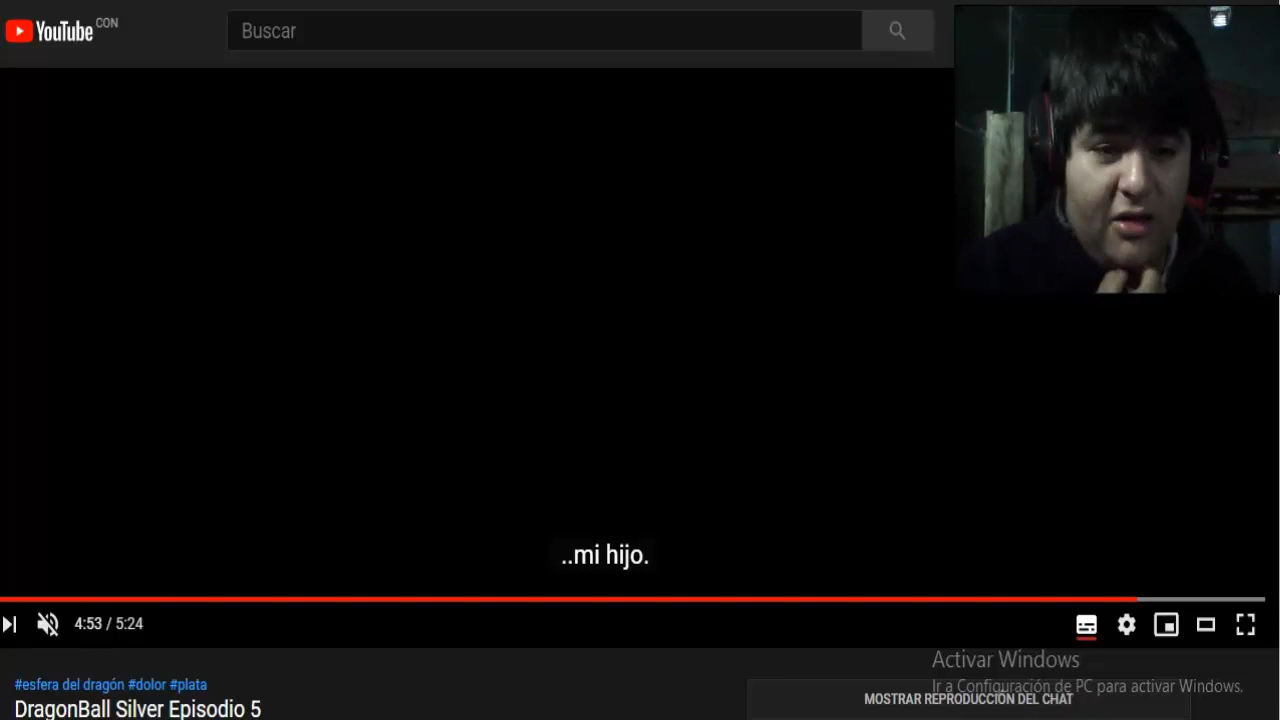 YouTube CON
Buscar
..mi hijo.
4:53 / 5:24
Activar Windows
Ir a Configuración de PC para activar Windows.
#esfera del dragón #dolor #plata
MOSTRAR REPRODUCCIÓN DEL CHAT
DragonBall Silver Episodio 5